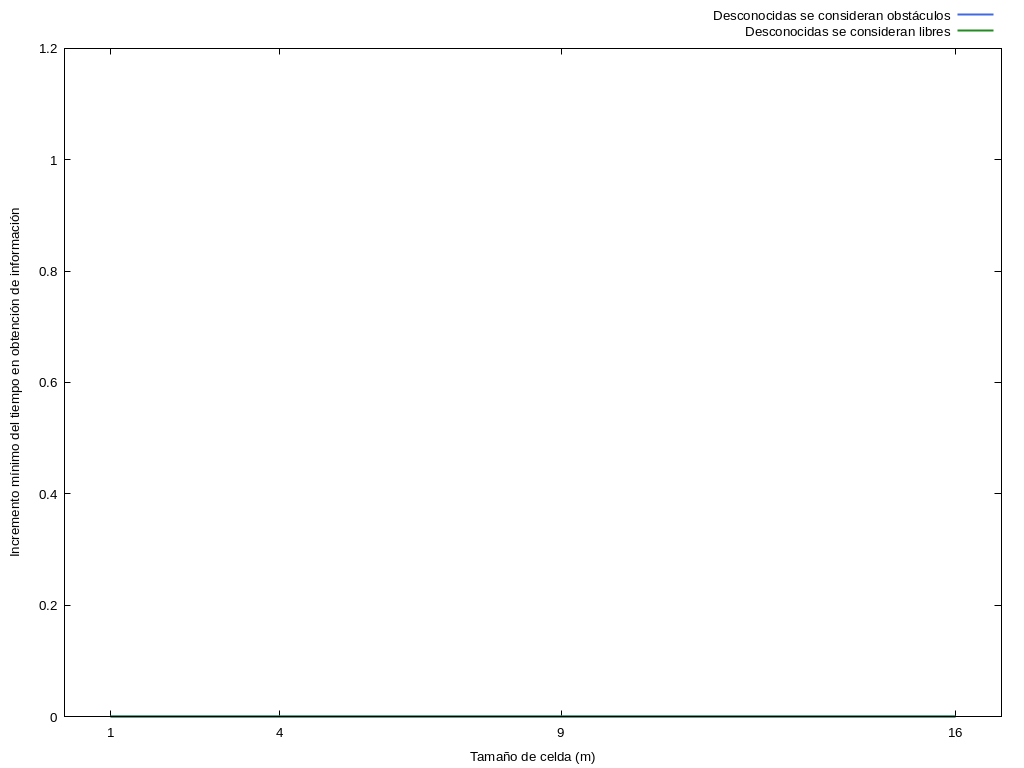 Desconocidas se consideran obstáculos
Desconocidas se consideran libres
1.2
1
0.8
0.6
0.4
0.2
0
Incremento mínimo del tiempo en obtención de información
1 4 9 16
Tamaño de celda (m)